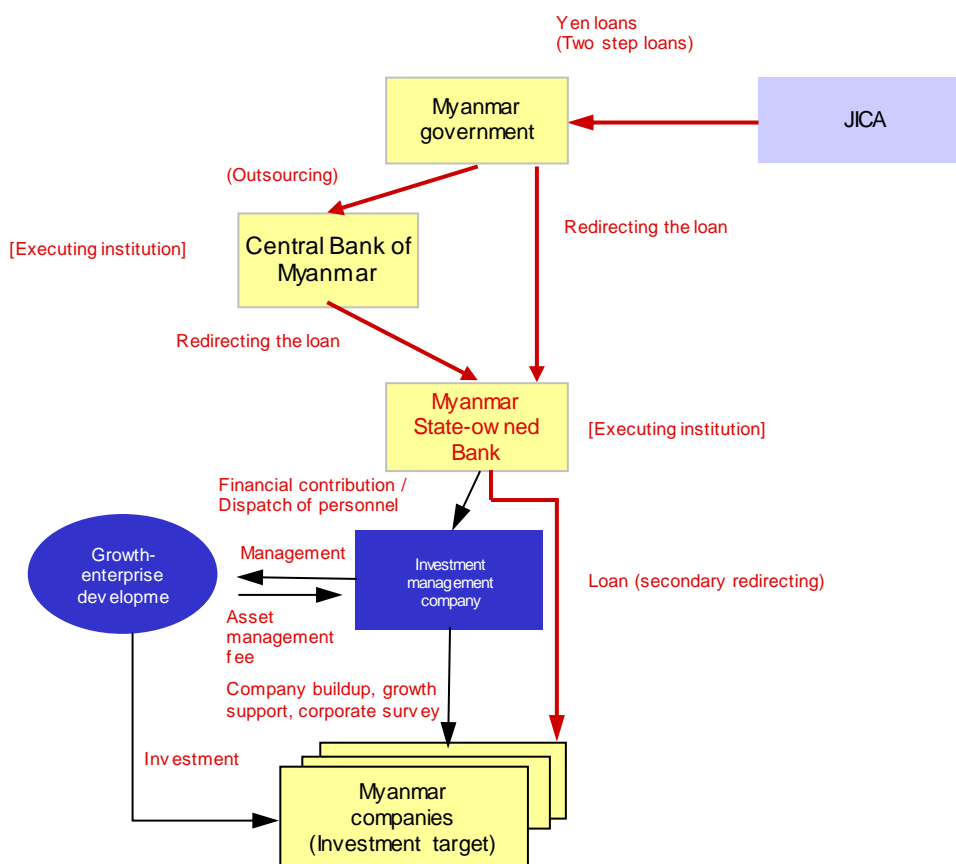 Yen loans
(Two step loans)
Myanmar
government
JICA
(Outsourcing)
[Executing institution]
Central Bank of
Myanmar
Redirecting the loan
Redirecting the loan
Myanmar
State-owned
Bank
[Executing institution]
Financial contribution /
Dispatch of personnel
Growth-
enterprise
developme
Management
Investment
management
company
Loan (secondary redirecting)
Asset
management
fee
Company buildup, growth
support, corporate survey
Investment
Myanmar
companies
(Investment target)